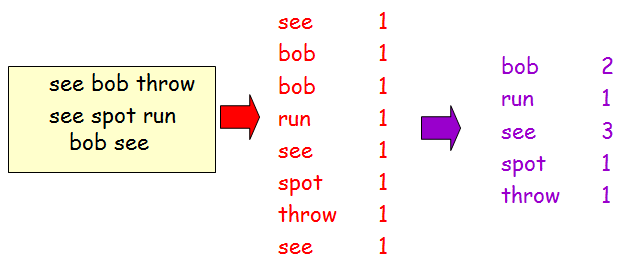 see bob throw
see spot run
bob see
see 1
bob 1
bob 1
run 1
see 1
spot 1
throw 1
see 1
bob 2
run 1
see 3
spot 1
throw 1